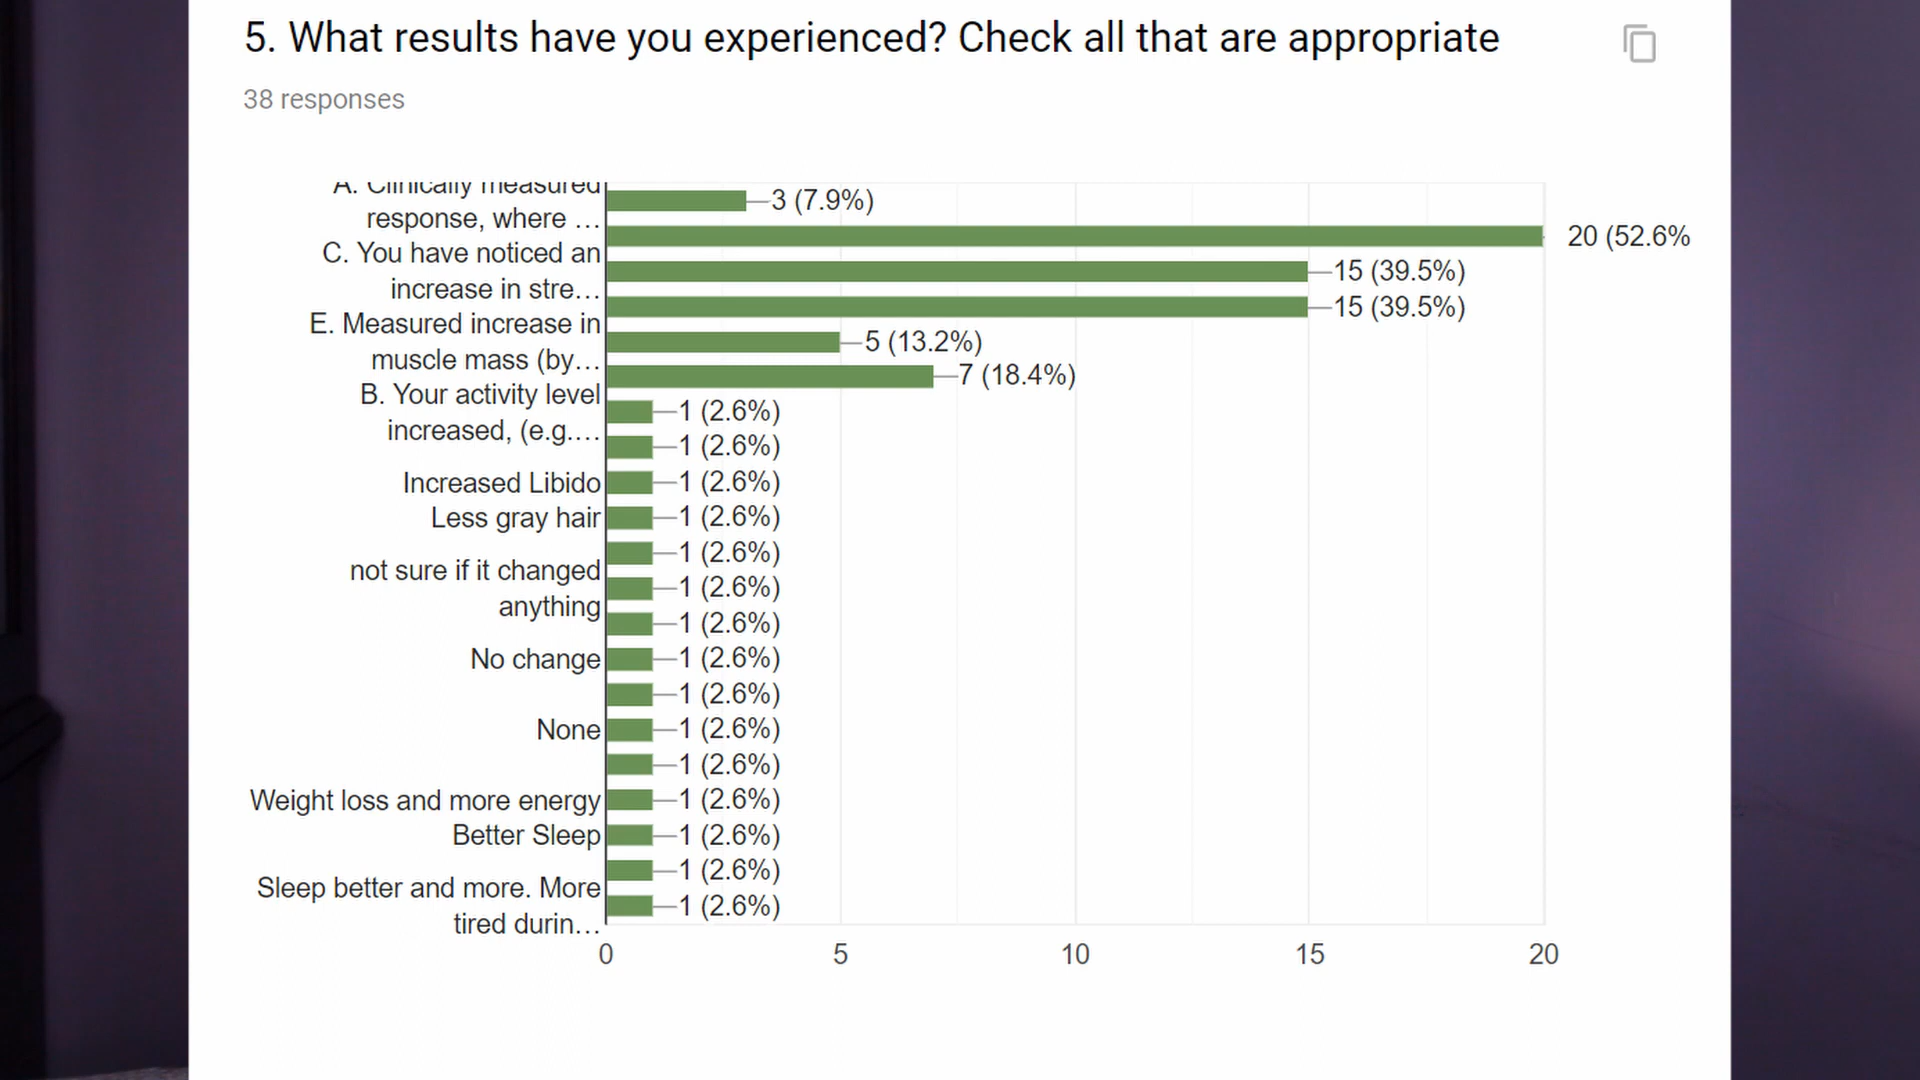 5. What results have you experienced? Check all that are appropriate
38 responses
A. Clinically measured
response, where …
3 (7.9%)
20 (52.6%
C. You have noticed an
increase in stre…
15 (39.5%)
15 (39.5%)
E. Measured increase in
muscle mass (by…
5 (13.2%)
7 (18.4%)
B. Your activity level
increased, (e.g.…
1 (2.6%)
1 (2.6%)
Increased Libido
1 (2.6%)
Less gray hair
1 (2.6%)
1 (2.6%)
not sure if it changed
anything
1 (2.6%)
1 (2.6%)
No change
1 (2.6%)
1 (2.6%)
None
1 (2.6%)
1 (2.6%)
Weight loss and more energy
1 (2.6%)
Better Sleep
1 (2.6%)
1 (2.6%)
Sleep better and more. More
tired durin…
1 (2.6%)
0 5 10 15 20